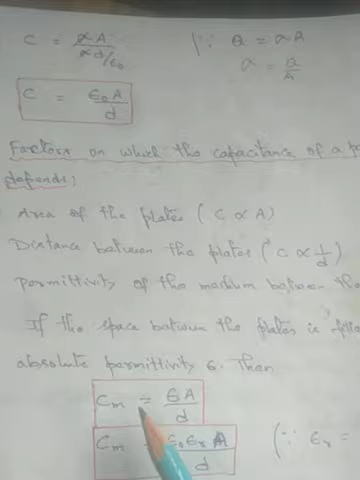 C = αA / αd/ε₀ (∵ Q = αA
α = Q/A
C = ε₀A/d
Factors on which the capacitance of a
depends:
Area of the plates (C ∝ A)
Distance between the plates (C ∝ 1/d)
permittivity of the medium between the
If the space between the plates is
absolute permittivity ε. Then
Cm = εA/d
Cm = ε₀εᵣA/d (∵ εᵣ =